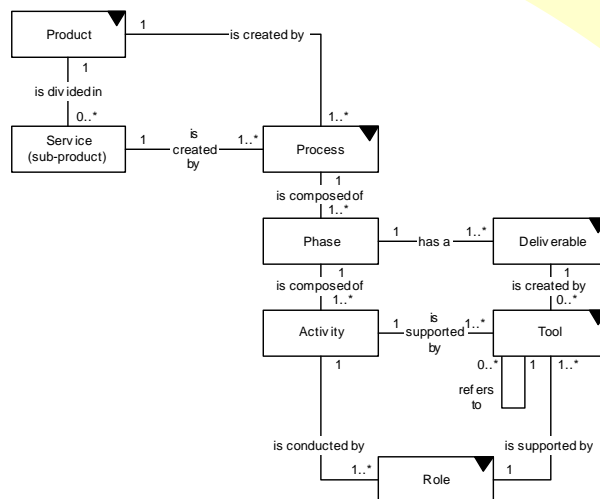 Product
1
is created by
1
is divided in
0..*
1..*
Service
(sub-product)
1
is
created
by
1..*
Process
1
is composed of
1..*
Phase
1
has a
1..*
Deliverable
1
is composed of
1..*
1
is created by
0..*
Activity
1
is
supported
by
1..*
Tool
1
0..*
1
1..*
refers
to
is conducted by
is supported by
1..*
Role
1